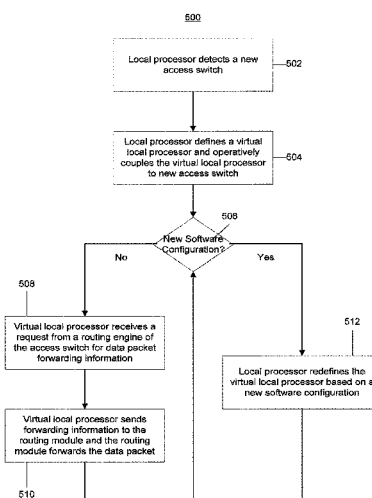 500
Local processor detects a new
access switch
502
Local processor defines a virtual
local processor and operatively
couples the virtual local processor
to new access switch
504
506
New Software
Configuration?
No
Yes
508
Virtual local processor receives a
request from a routing engine of
the access switch for data packet
forwarding information
512
Local processor redefines the
virtual local processor based on a
new software configuration
Virtual local processor sends
forwarding information to the
routing module and the routing
module forwards the data packet
510